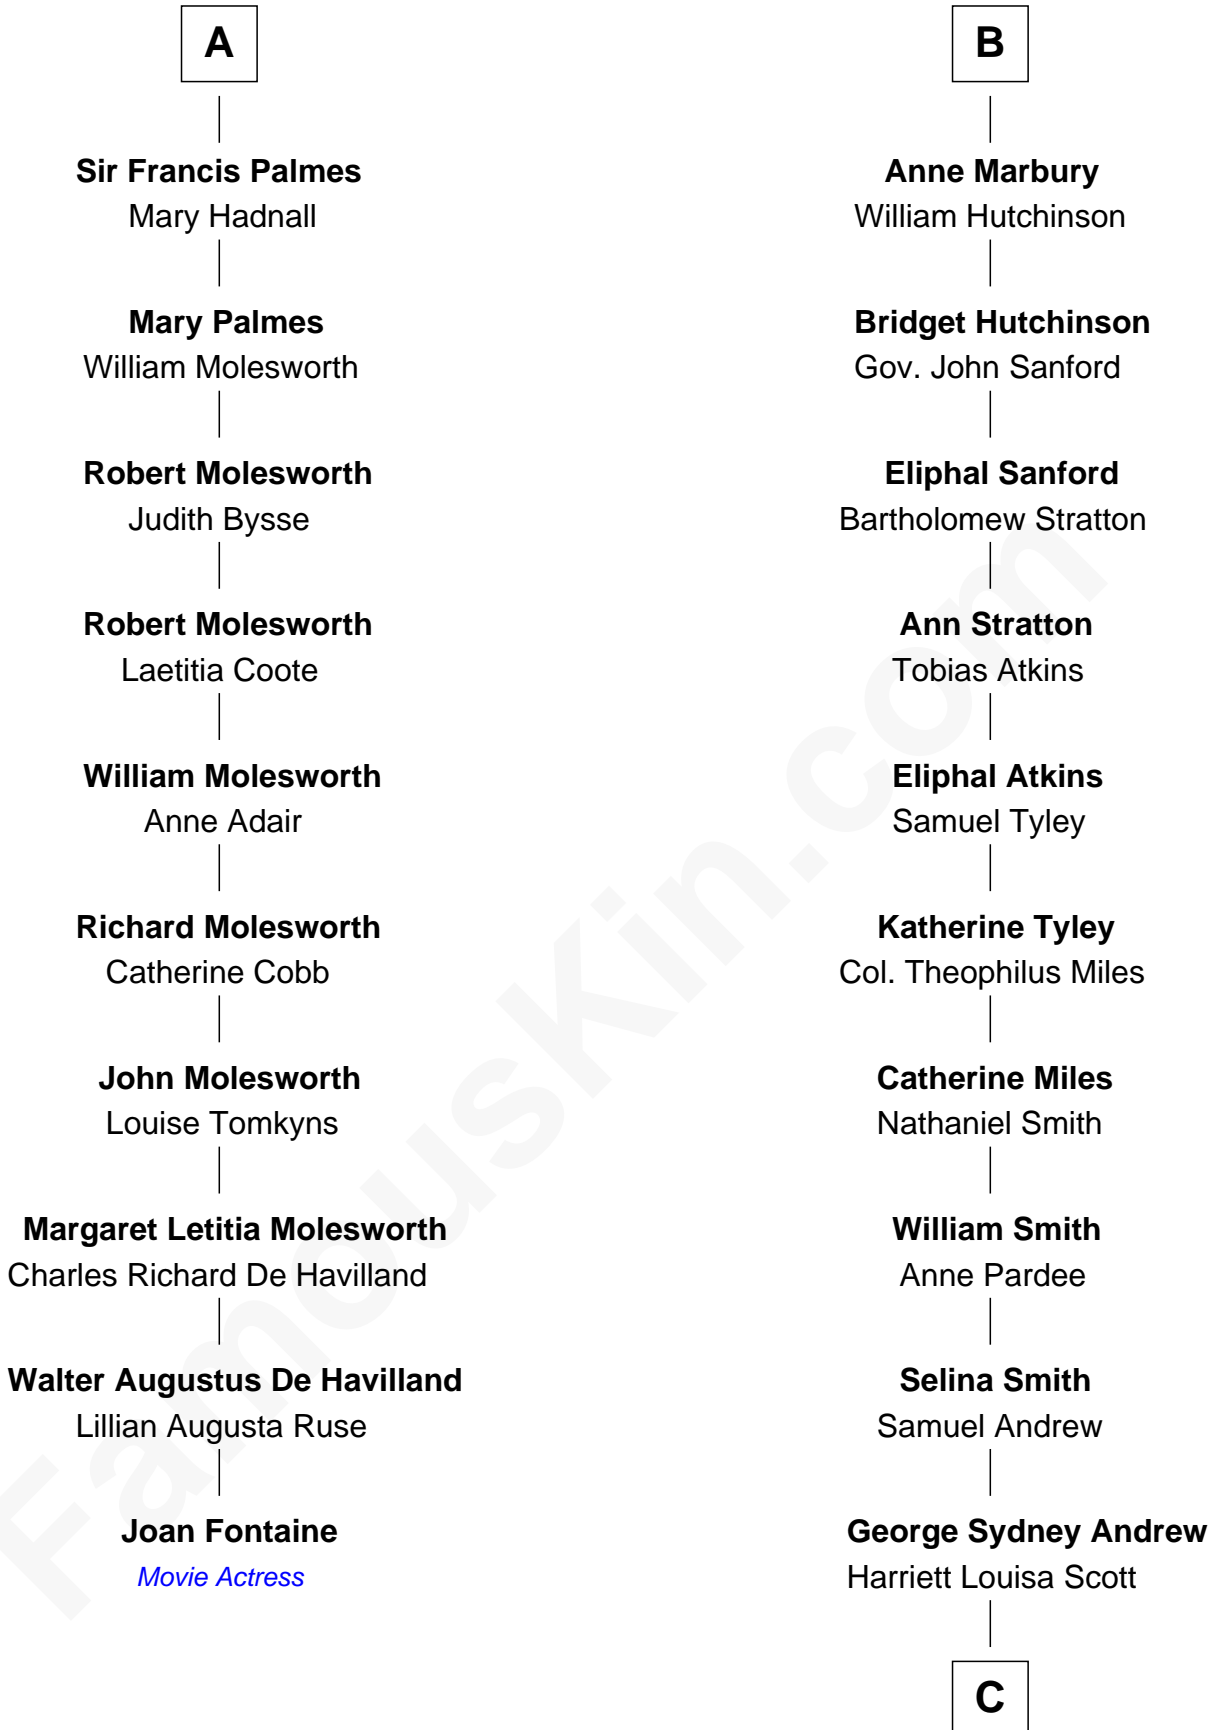 A
Sir Francis Palmes
Mary Hadnall
Mary Palmes
William Molesworth
Robert Molesworth
Judith Bysse
Robert Molesworth
Laetitia Coote
William Molesworth
Anne Adair
Richard Molesworth
Catherine Cobb
John Molesworth
Louise Tomkyns
Margaret Letitia Molesworth
Charles Richard De Havilland
Walter Augustus De Havilland
Lillian Augusta Ruse
Joan Fontaine
Movie Actress
B
Anne Marbury
William Hutchinson
Bridget Hutchinson
Gov. John Sanford
Eliphal Sanford
Bartholomew Stratton
Ann Stratton
Tobias Atkins
Eliphal Atkins
Samuel Tyley
Katherine Tyley
Col. Theophilus Miles
Catherine Miles
Nathaniel Smith
William Smith
Anne Pardee
Selina Smith
Samuel Andrew
George Sydney Andrew
Harriett Louisa Scott
C
FamousKin.com